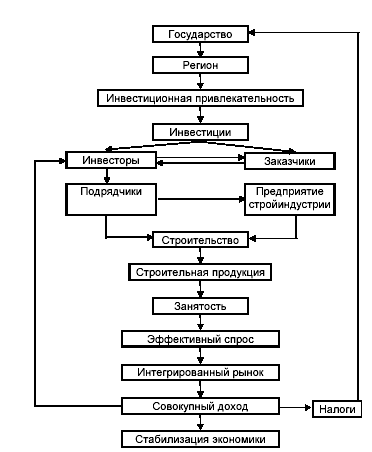 Государство
Регион
Инвестиционная привлекательность
Инвестиции
Инвесторы
Заказчики
Подрядчики
Предприятие
стройиндустрии
Строительство
Строительная продукция
Занятость
Эффективный спрос
Интегрированный рынок
Совокупный доход
Налоги
Стабилизация экономики